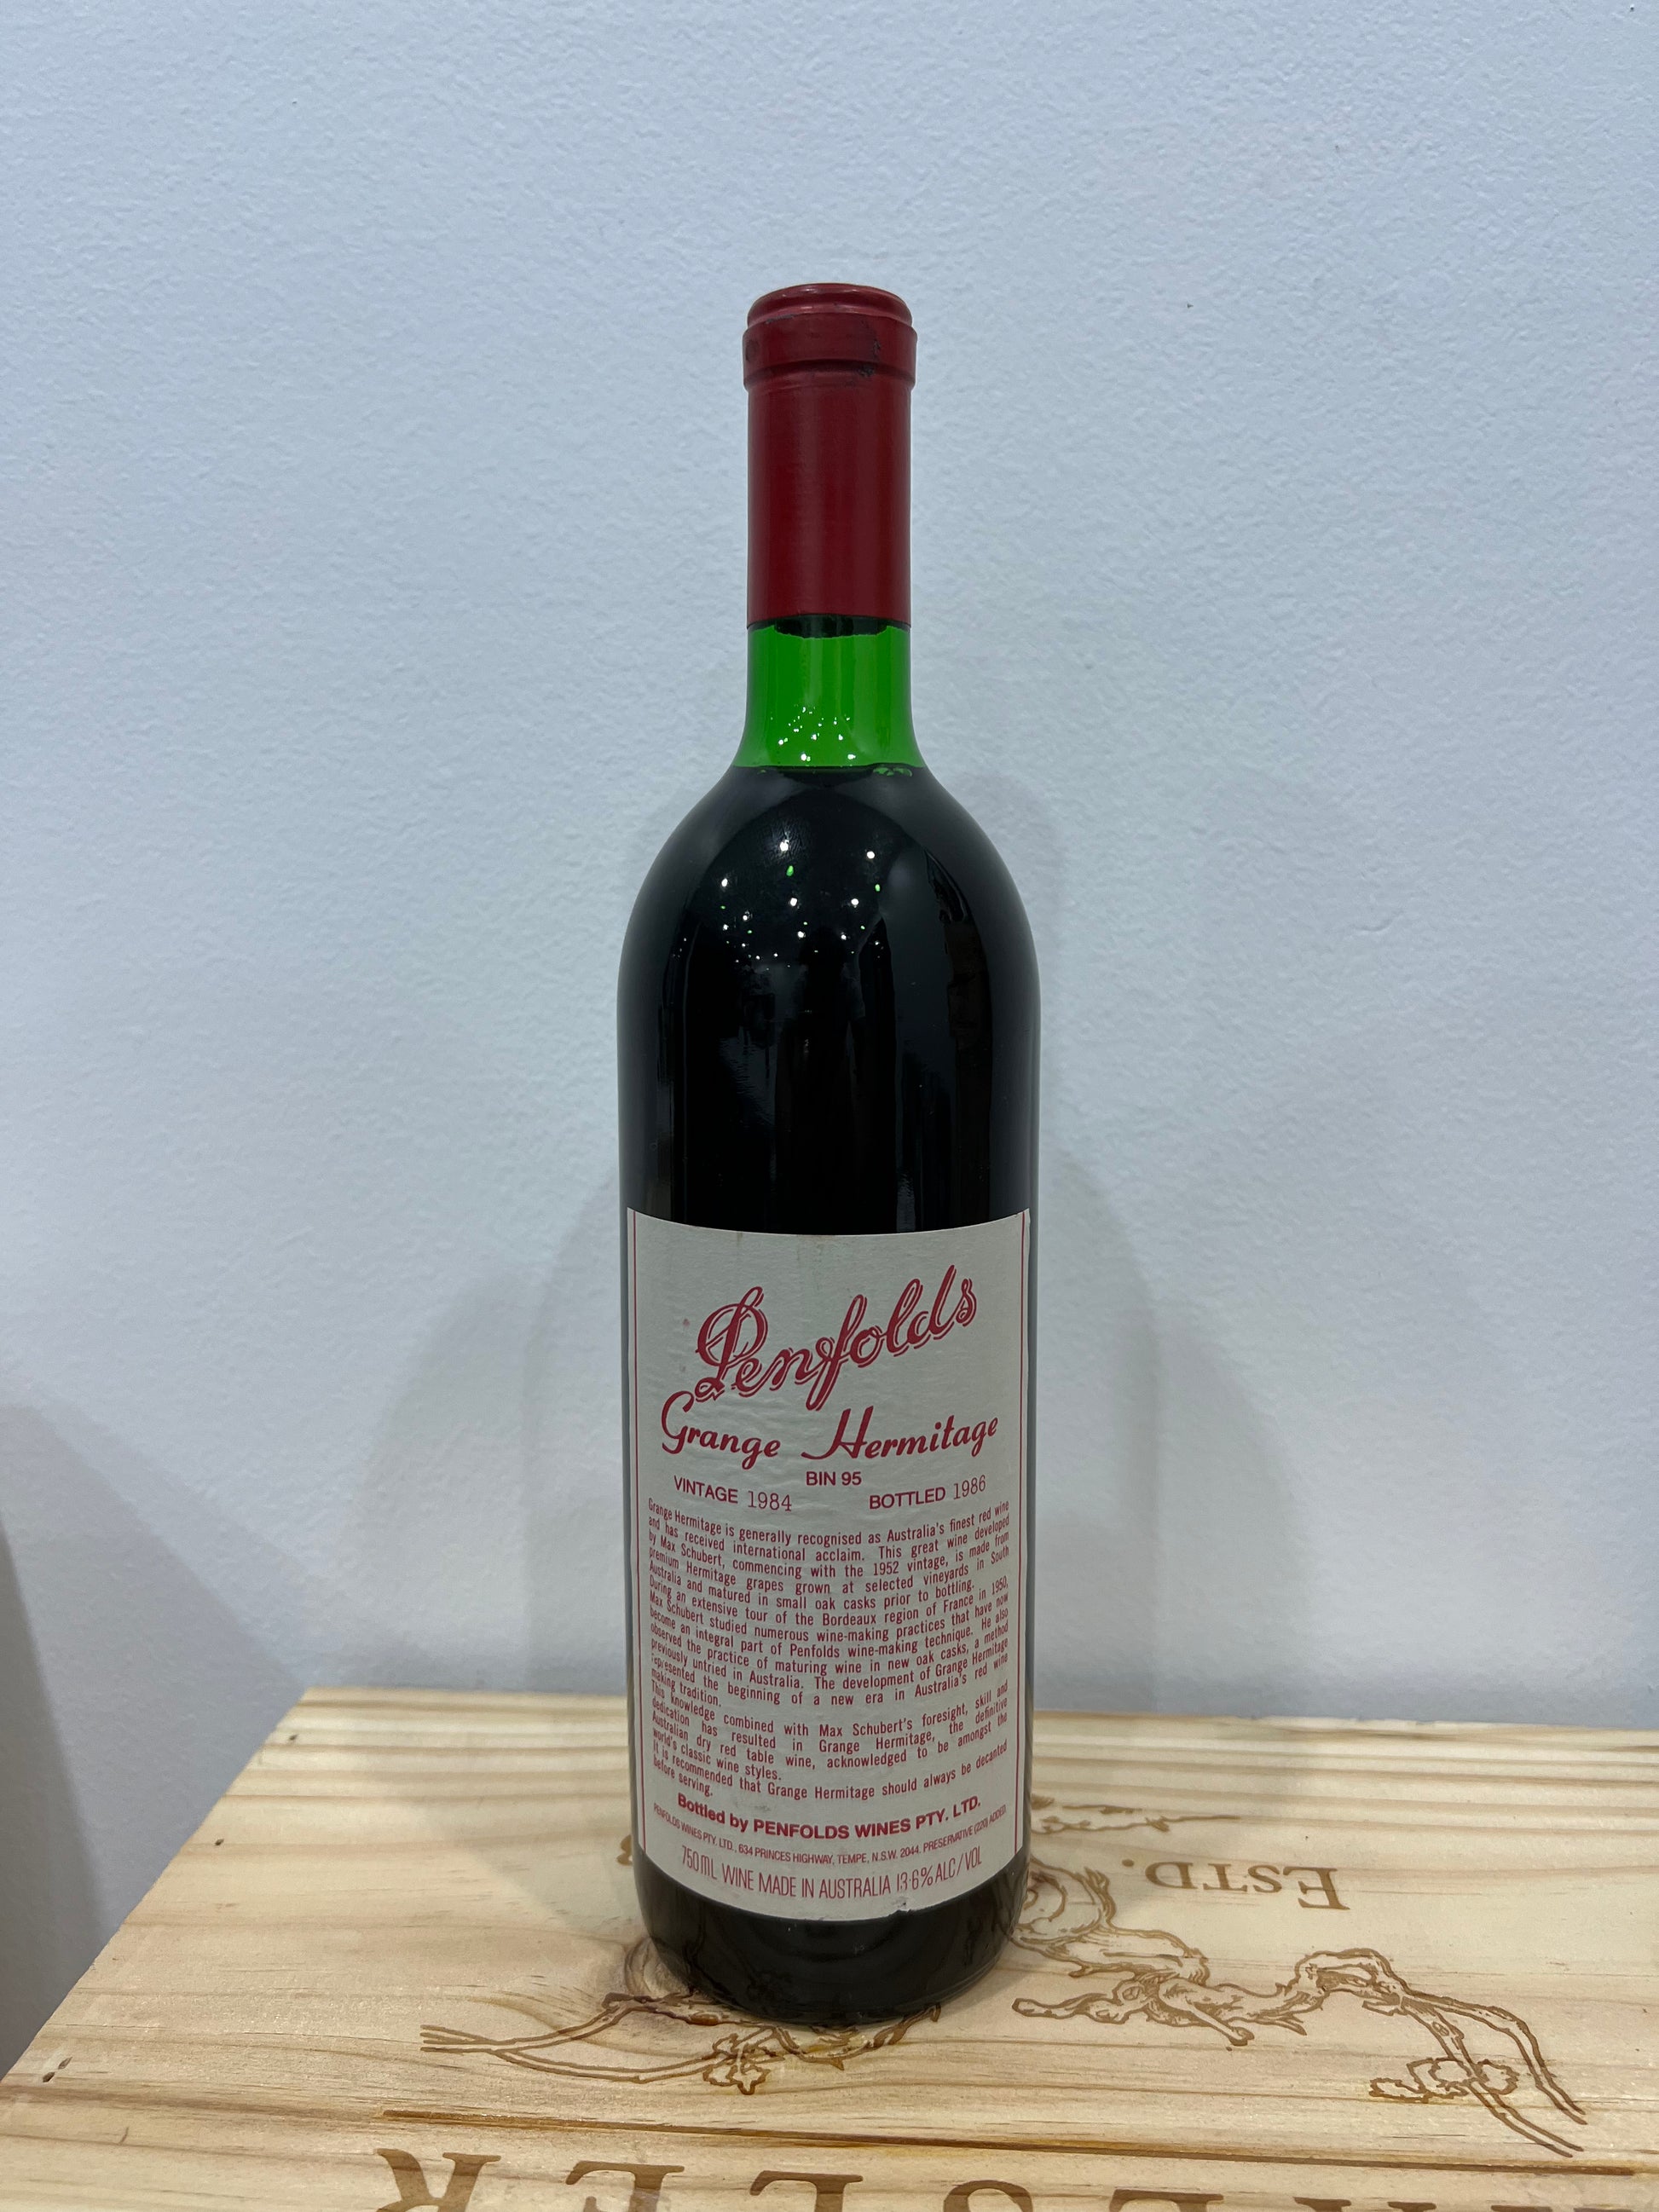 Penfolds
Grange Hermitage
BIN 95
VINTAGE 1984 BOTTLED 1986
Grange Hermitage is generally recognised as Australia's finest red wine
and has received international acclaim. This great wine developed
by Max Schubert, commencing with the 1952 vintage, is made from
premium Hermitage grapes grown at selected vineyards in South
Australia and matured in small oak casks prior to bottling.
During an extensive tour of the Bordeaux region of France in 1950,
Max Schubert studied numerous wine-making practices that have now
become an integral part of Penfolds wine-making technique. He also
observed the practice of maturing wine in new oak casks, a method
previously untried in Australia. The development of Grange Hermitage
represented the beginning of a new era in Australia's red wine
making tradition.
This knowledge combined with Max Schubert's foresight, skill and
dedication has resulted in Grange Hermitage, the definitive
Australian dry red table wine, acknowledged to be amongst the
world's classic wine styles.
It is recommended that Grange Hermitage should always be decanted
before serving.
Bottled by PENFOLDS WINES PTY. LTD.
PENFOLDS WINES PTY. LTD., 634 PRINCES HIGHWAY, TEMPE, N.S.W. 2044. PRESERVATIVE (220) ADDED
750ML WINE MADE IN AUSTRALIA 13·6% ALC/VOL
ESTD.